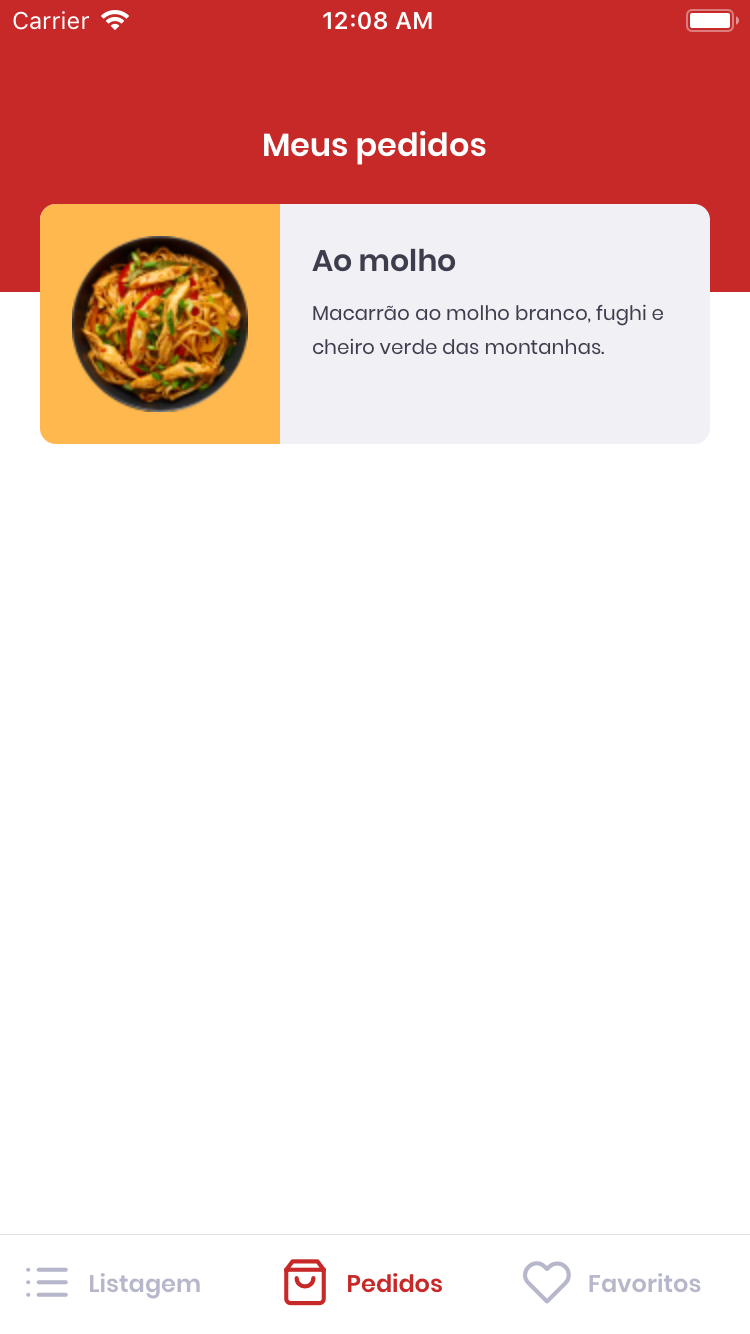 Carrier
12:08 AM
Meus pedidos
Ao molho
Macarrão ao molho branco, fughi e
cheiro verde das montanhas.
Listagem
Pedidos
Favoritos